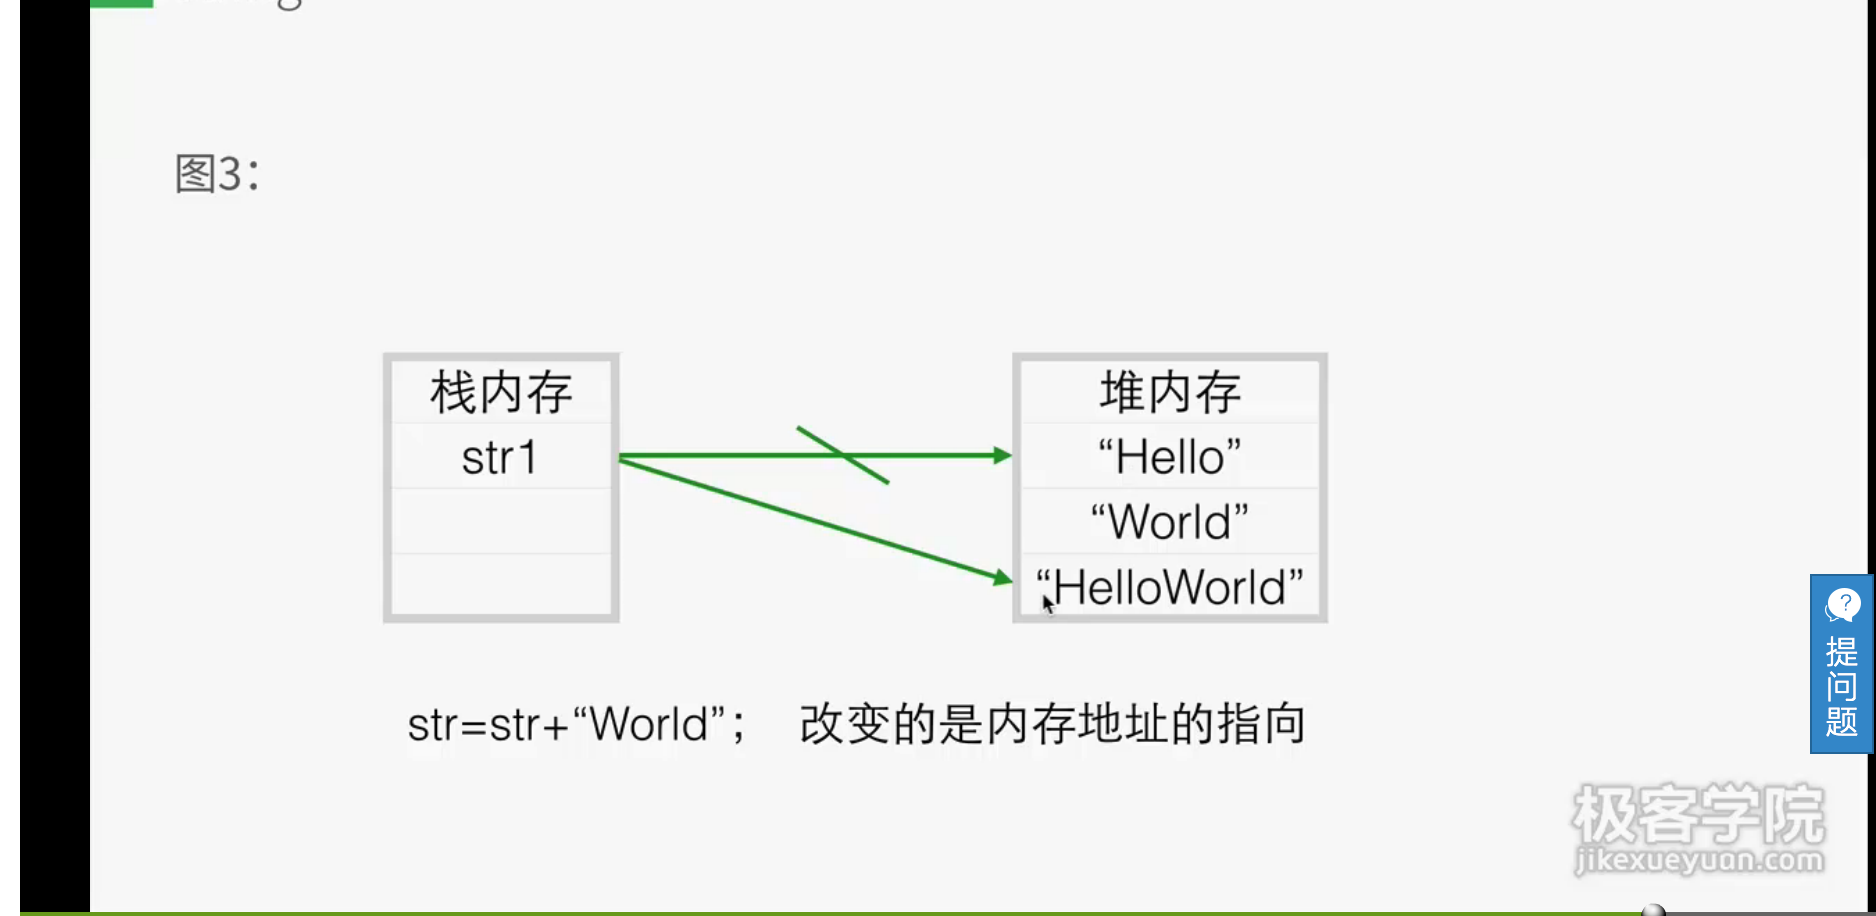 图3：
栈内存
str1
堆内存
“Hello”
“World”
“HelloWorld”
str=str+“World”； 改变的是内存地址的指向
提问题
极客学院
jikexueyuan.com